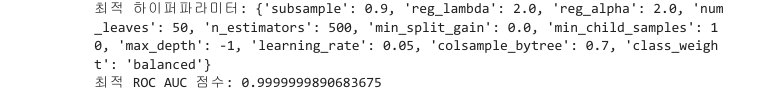 최적 하이퍼파라미터: {'subsample': 0.9, 'reg_lambda': 2.0, 'reg_alpha': 2.0, 'num
_leaves': 50, 'n_estimators': 500, 'min_split_gain': 0.0, 'min_child_samples': 1
0, 'max_depth': -1, 'learning_rate': 0.05, 'colsample_bytree': 0.7, 'class_weigh
t': 'balanced'}
최적 ROC AUC 점수: 0.9999999890683675